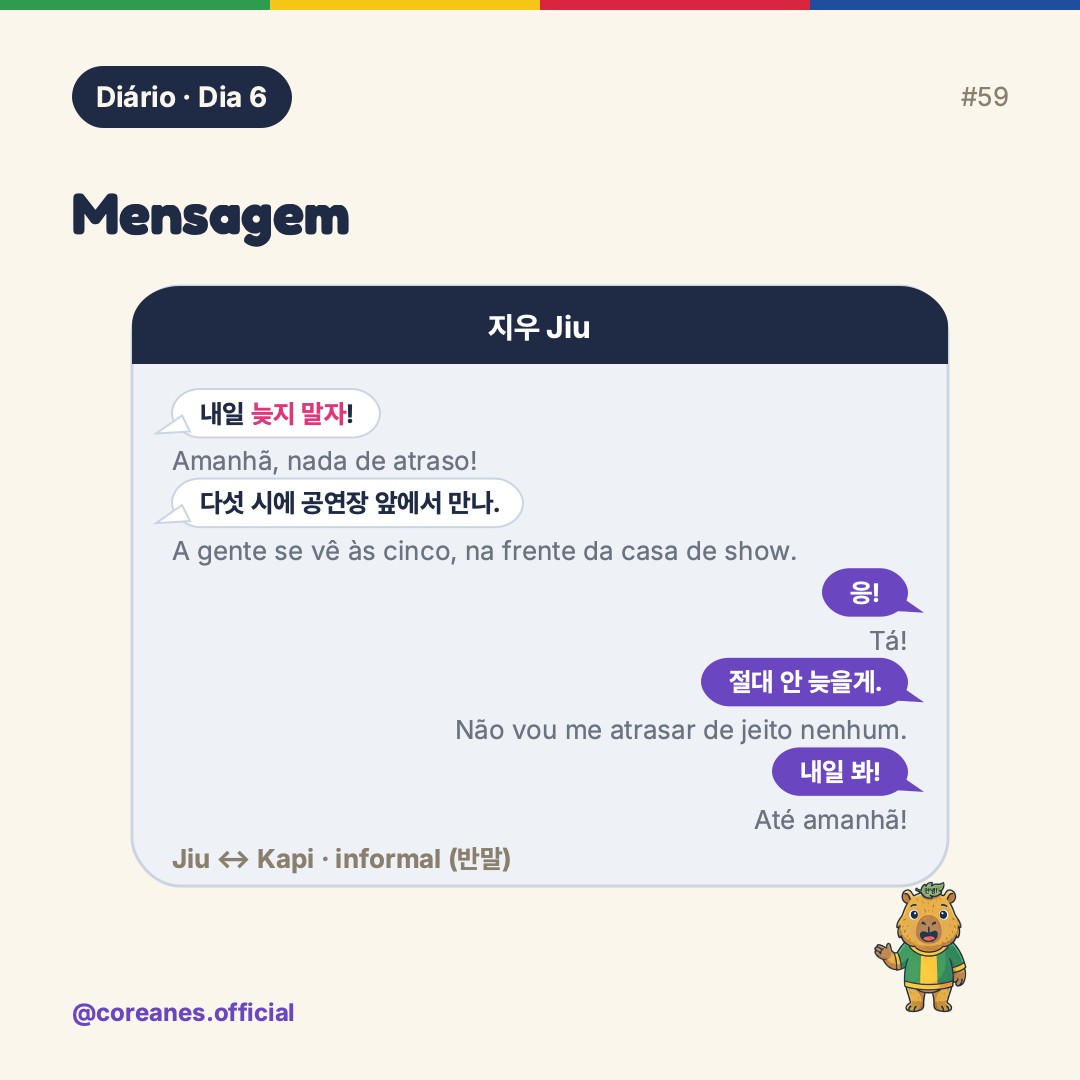 Diário · Dia 6
#59
Mensagem
지우 Jiu
내일 늦지 말자!
Amanhã, nada de atraso!
다섯 시에 공연장 앞에서 만나.
A gente se vê às cinco, na frente da casa de show.
응!
Tá!
절대 안 늦을게.
Não vou me atrasar de jeito nenhum.
내일 봐!
Até amanhã!
Jiu ↔ Kapi · informal (반말)
@coreanes.official